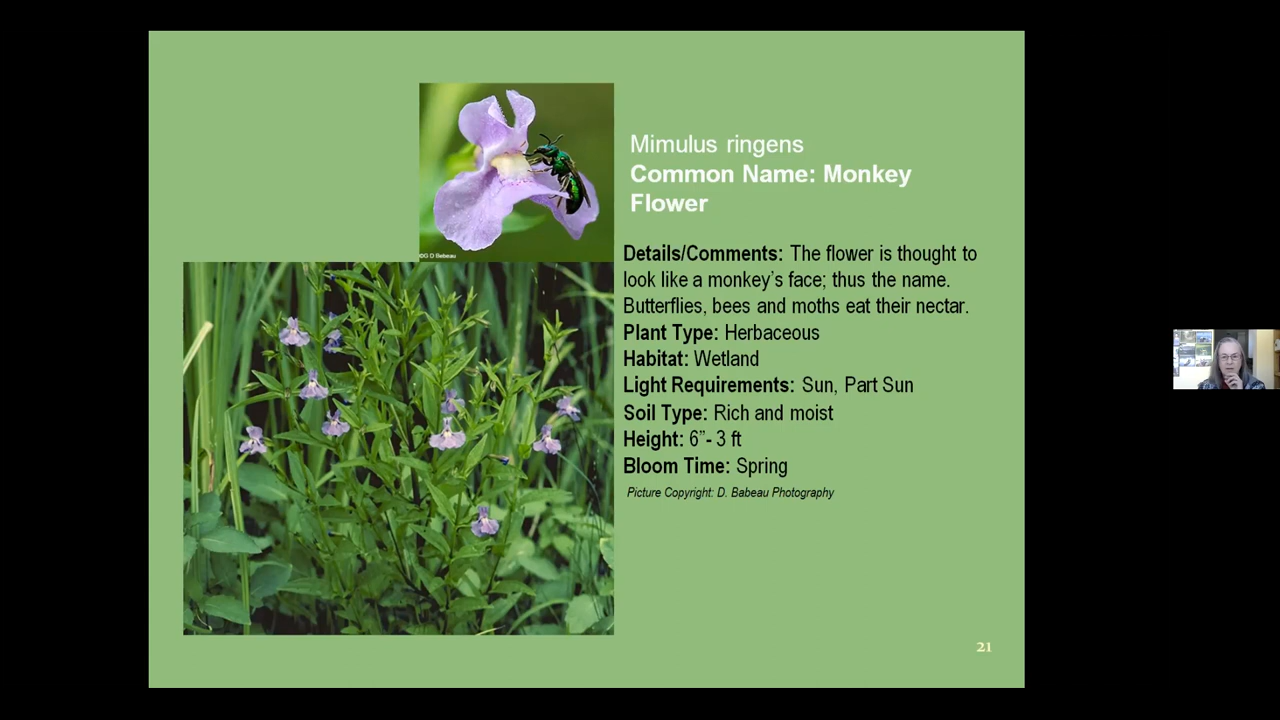 ©G D Babeau
Mimulus ringens
Common Name: Monkey
Flower
Details/Comments: The flower is thought to
look like a monkey’s face; thus the name.
Butterflies, bees and moths eat their nectar.
Plant Type: Herbaceous
Habitat: Wetland
Light Requirements: Sun, Part Sun
Soil Type: Rich and moist
Height: 6”- 3 ft
Bloom Time: Spring
Picture Copyright: D. Babeau Photography
21